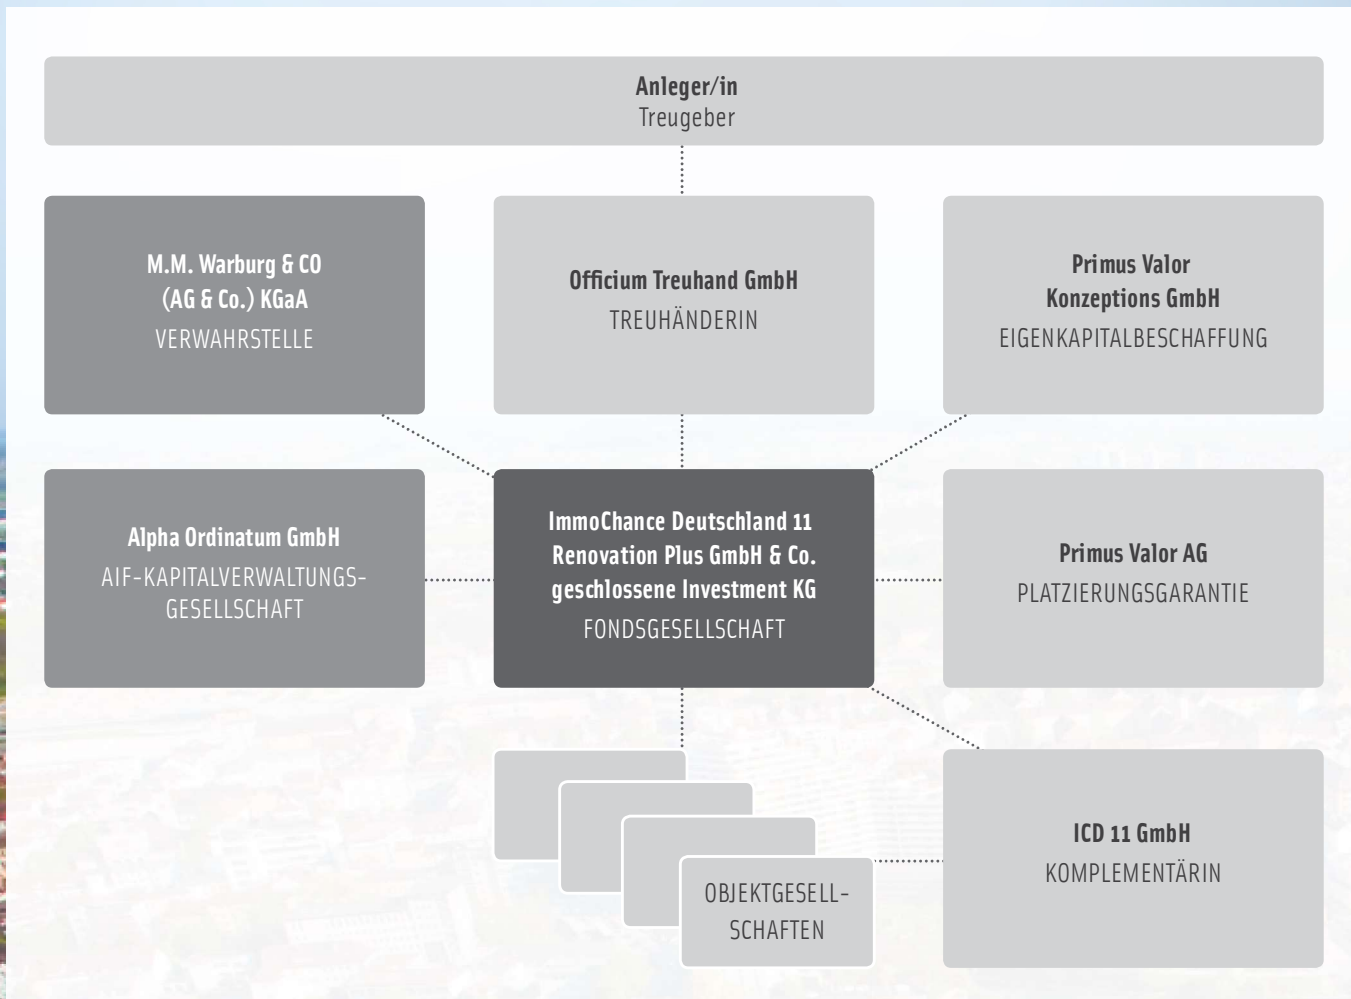 Anleger/in
Treugeber
M.M. Warburg & CO
(AG & Co.) KGaA
VERWAHRSTELLE
Officium Treuhand GmbH
TREUHÄNDERIN
Primus Valor
Konzeptions GmbH
EIGENKAPITALBESCHAFFUNG
Alpha Ordinatum GmbH
AIF-KAPITALVERWALTUNGS-
GESELLSCHAFT
ImmoChance Deutschland 11
Renovation Plus GmbH & Co.
geschlossene Investment KG
FONDSGESELLSCHAFT
Primus Valor AG
PLATZIERUNGSGARANTIE
OBJEKTGESELL-
SCHAFTEN
ICD 11 GmbH
KOMPLEMENTÄRIN